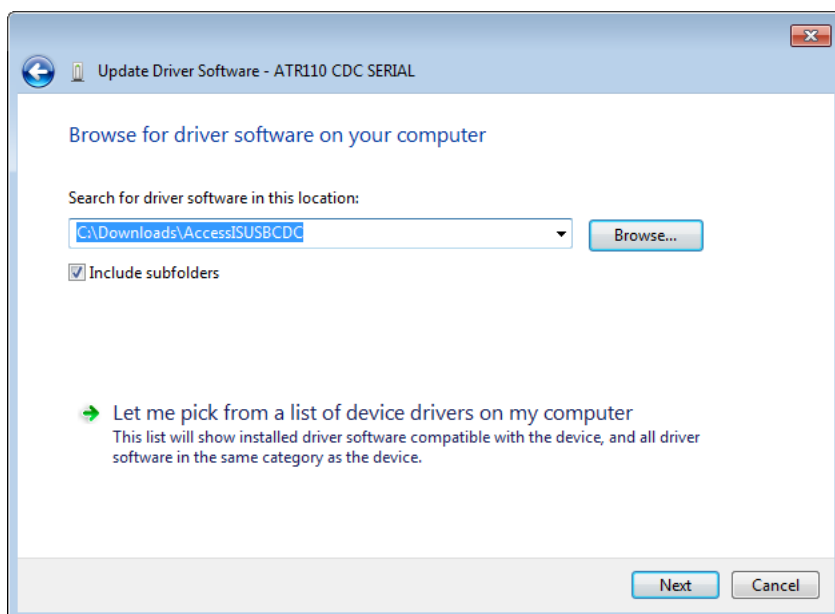 Update Driver Software - ATR110 CDC SERIAL
Browse for driver software on your computer
Search for driver software in this location:
C:\Downloads\AccessISUSBCDC
Browse...
Include subfolders
Let me pick from a list of device drivers on my computer
This list will show installed driver software compatible with the device, and all driver
software in the same category as the device.
Next
Cancel